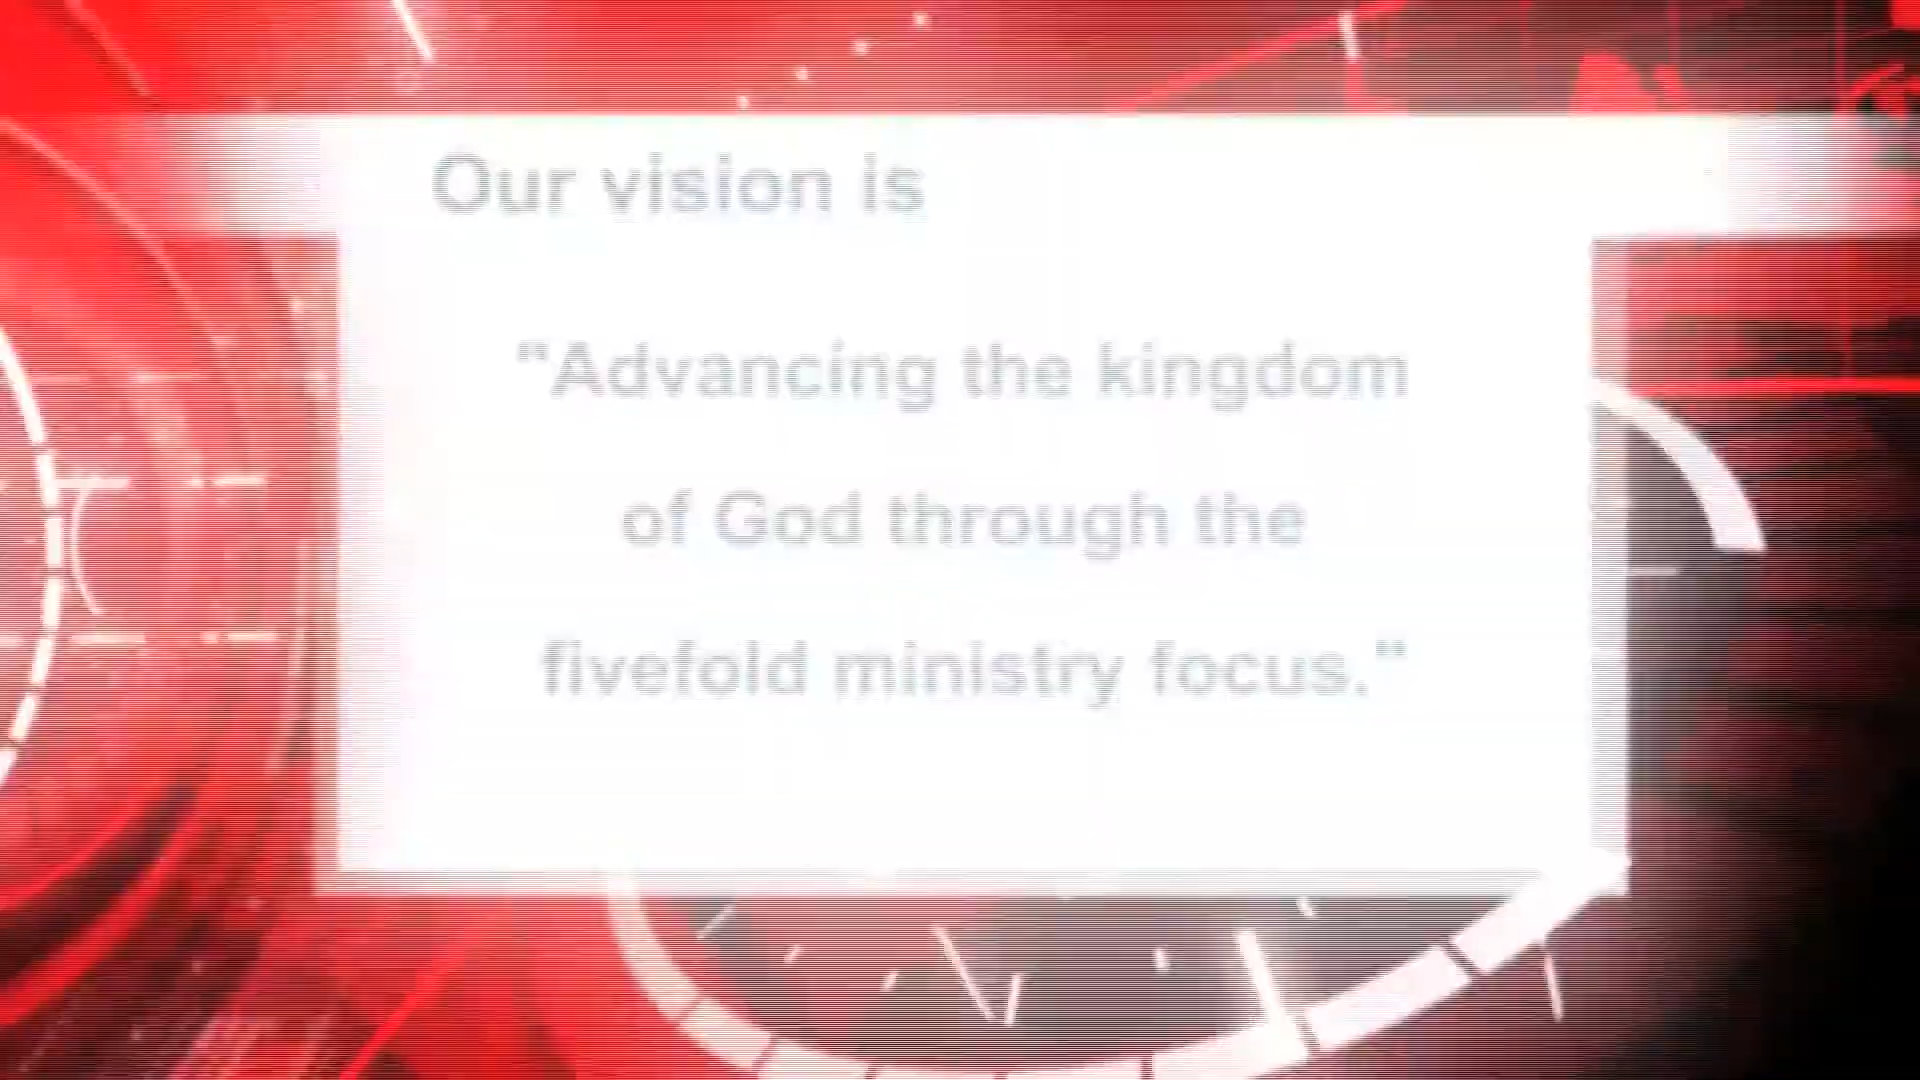 Our vision is
"Advancing the kingdom
of God through the
fivefold ministry focus."